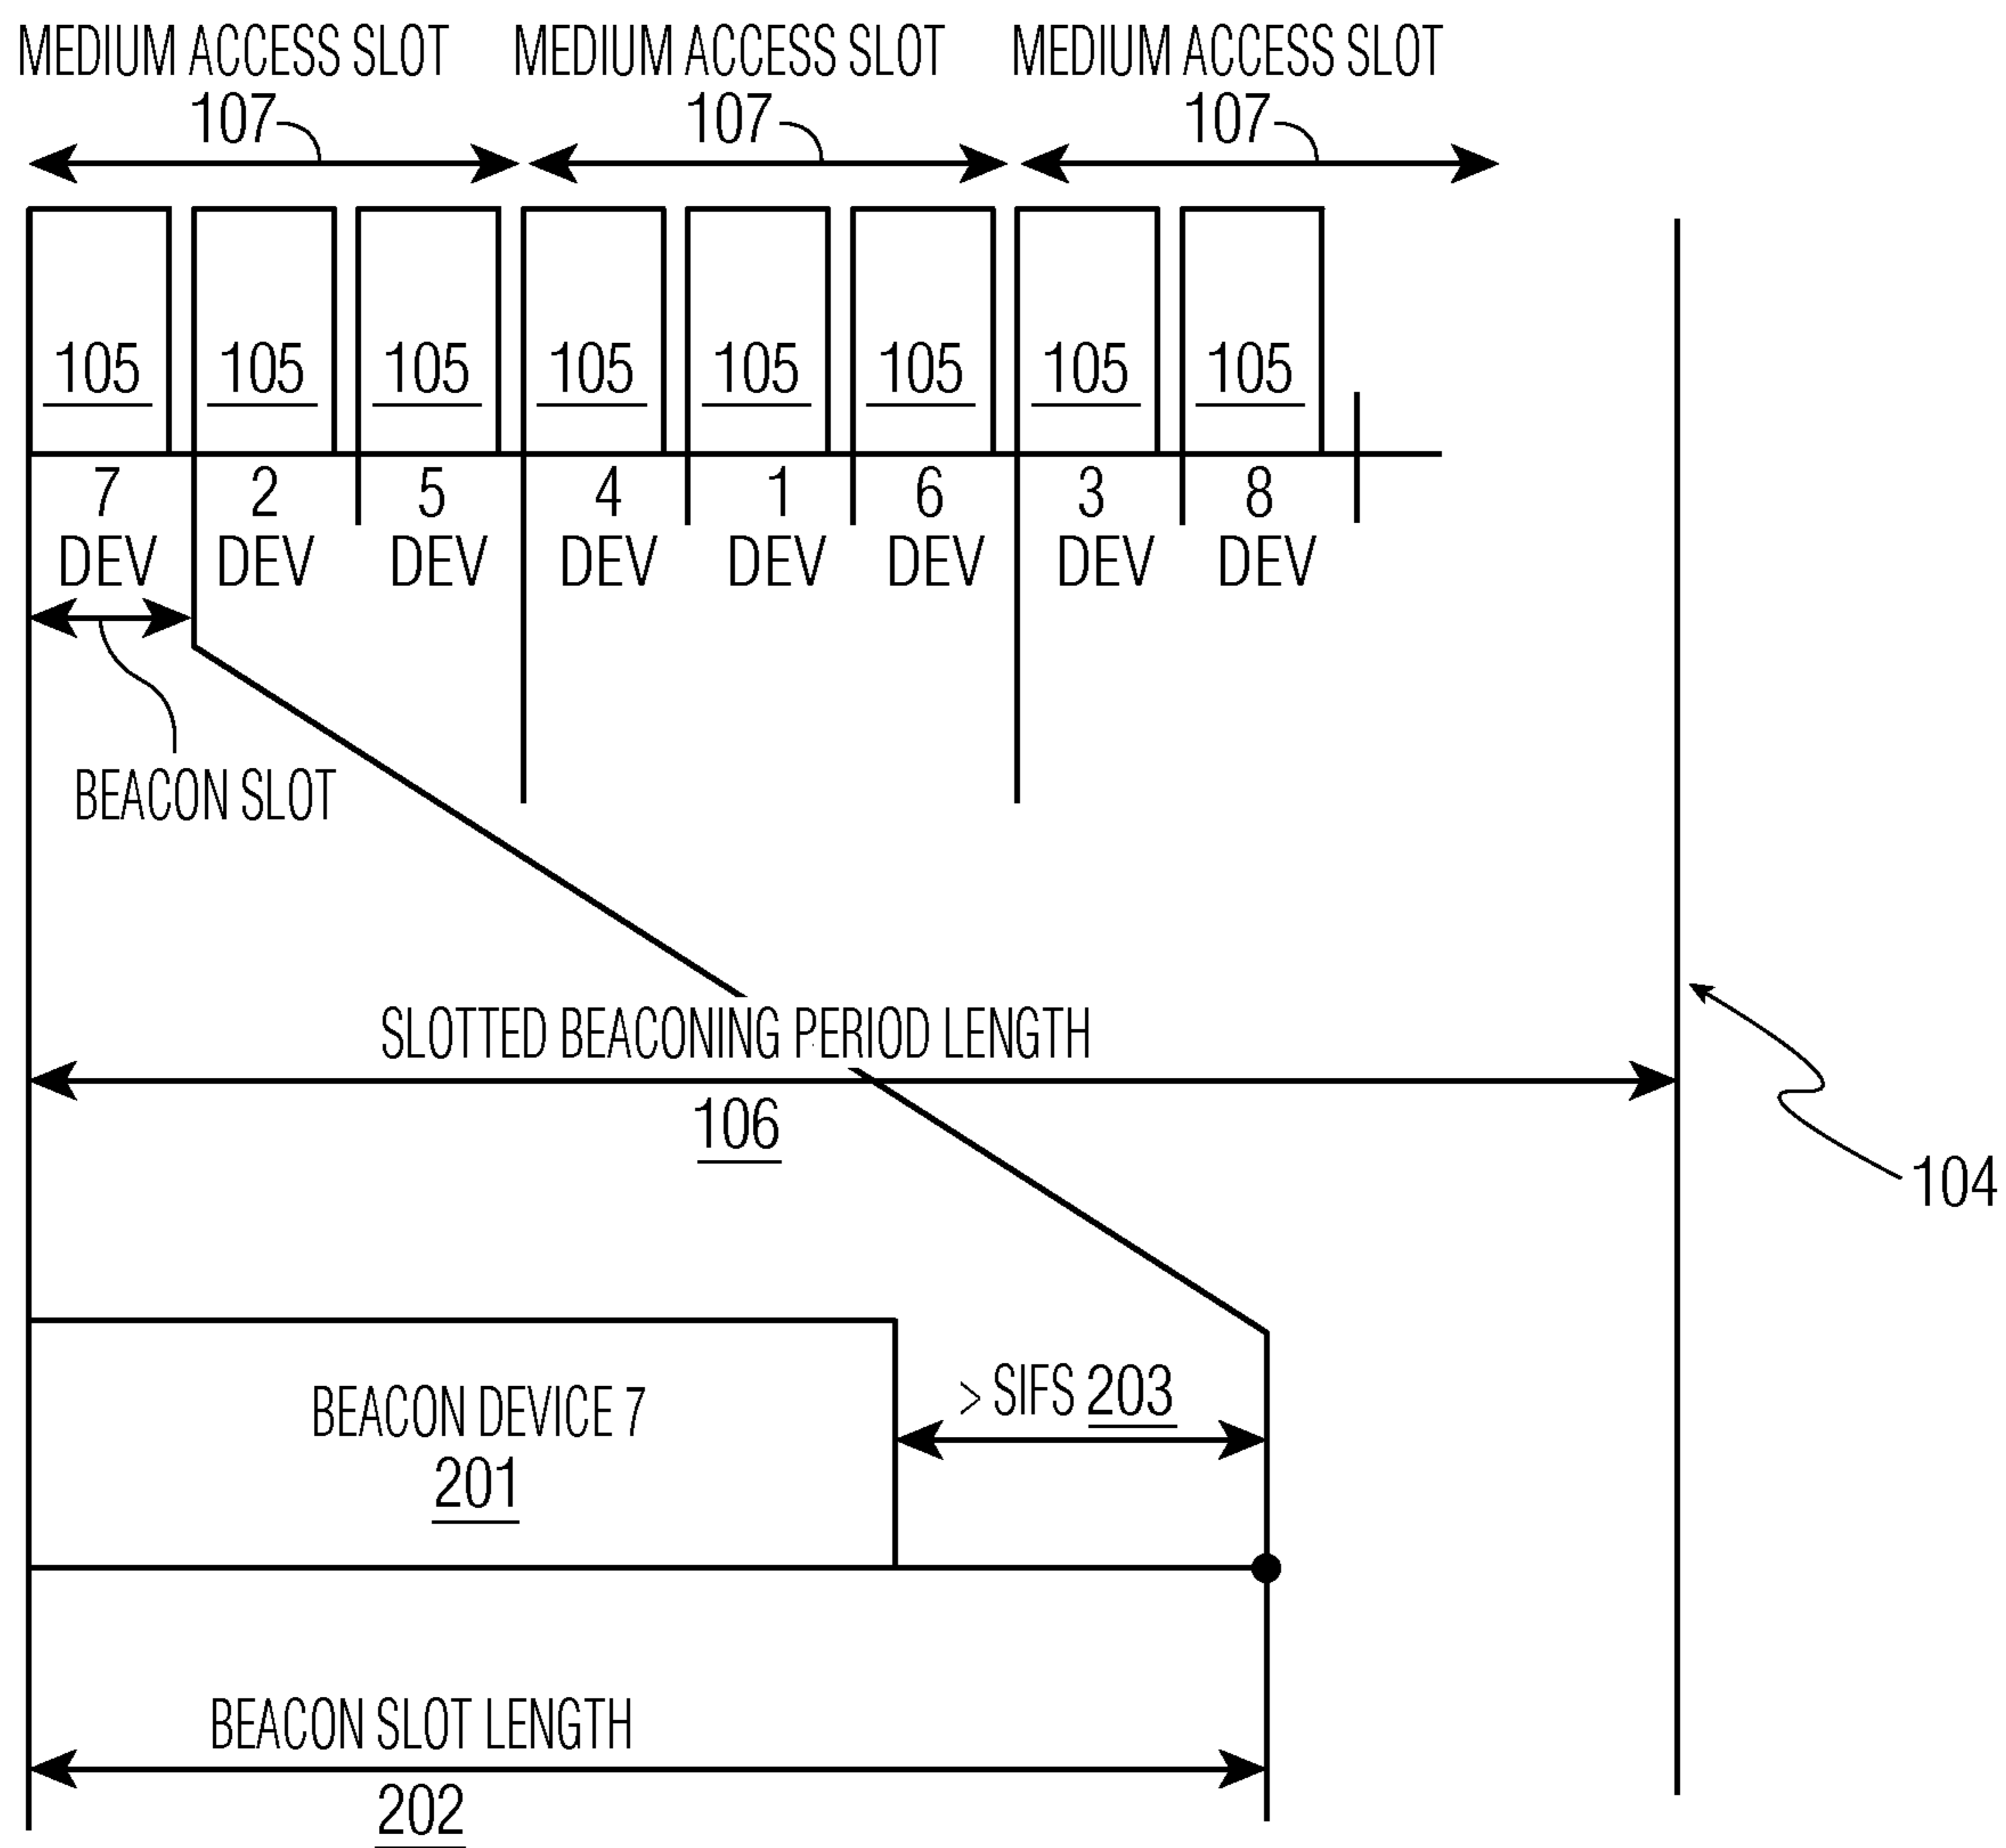 MEDIUM ACCESS SLOT MEDIUM ACCESS SLOT MEDIUM ACCESS SLOT
107 107 107
105 105 105 105 105 105 105 105
7 2 5 4 1 6 3 8
DEV DEV DEV DEV DEV DEV DEV DEV
BEACON SLOT
SLOTTED BEACONING PERIOD LENGTH
106
104
> SIFS 203
BEACON DEVICE 7
201
BEACON SLOT LENGTH
202